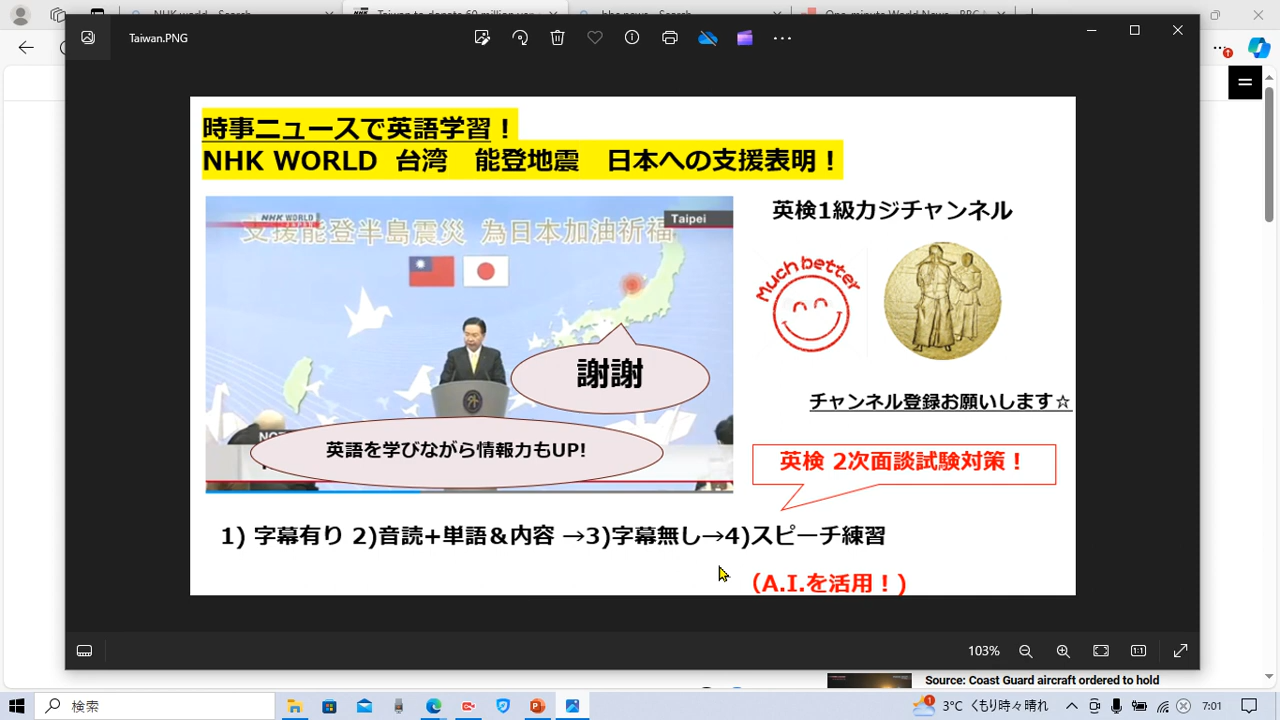 Taiwan.PNG
時事ニュースで英語学習！
NHK WORLD 台湾　能登地震　日本への支援表明！
NHK WORLD
Taipei
支援能登半島震災 為日本加油祈福
謝謝
英語を学びながら情報力もUP!
英検1級カジチャンネル
Much better
チャンネル登録お願いします☆
英検 2次面談試験対策！
1) 字幕有り 2)音読+単語＆内容 →3)字幕無し→4)スピーチ練習
（A.I.を活用！)
103%
1:1
Source: Coast Guard aircraft ordered to hold
検索
1
3°C くもり時々晴れ
7:01